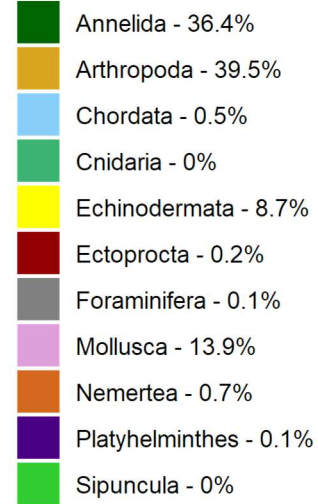 Annelida - 36.4%
Arthropoda - 39.5%
Chordata - 0.5%
Cnidaria - 0%
Echinodermata - 8.7%
Ectoprocta - 0.2%
Foraminifera - 0.1%
Mollusca - 13.9%
Nemertea - 0.7%
Platyhelminthes - 0.1%
Sipuncula - 0%